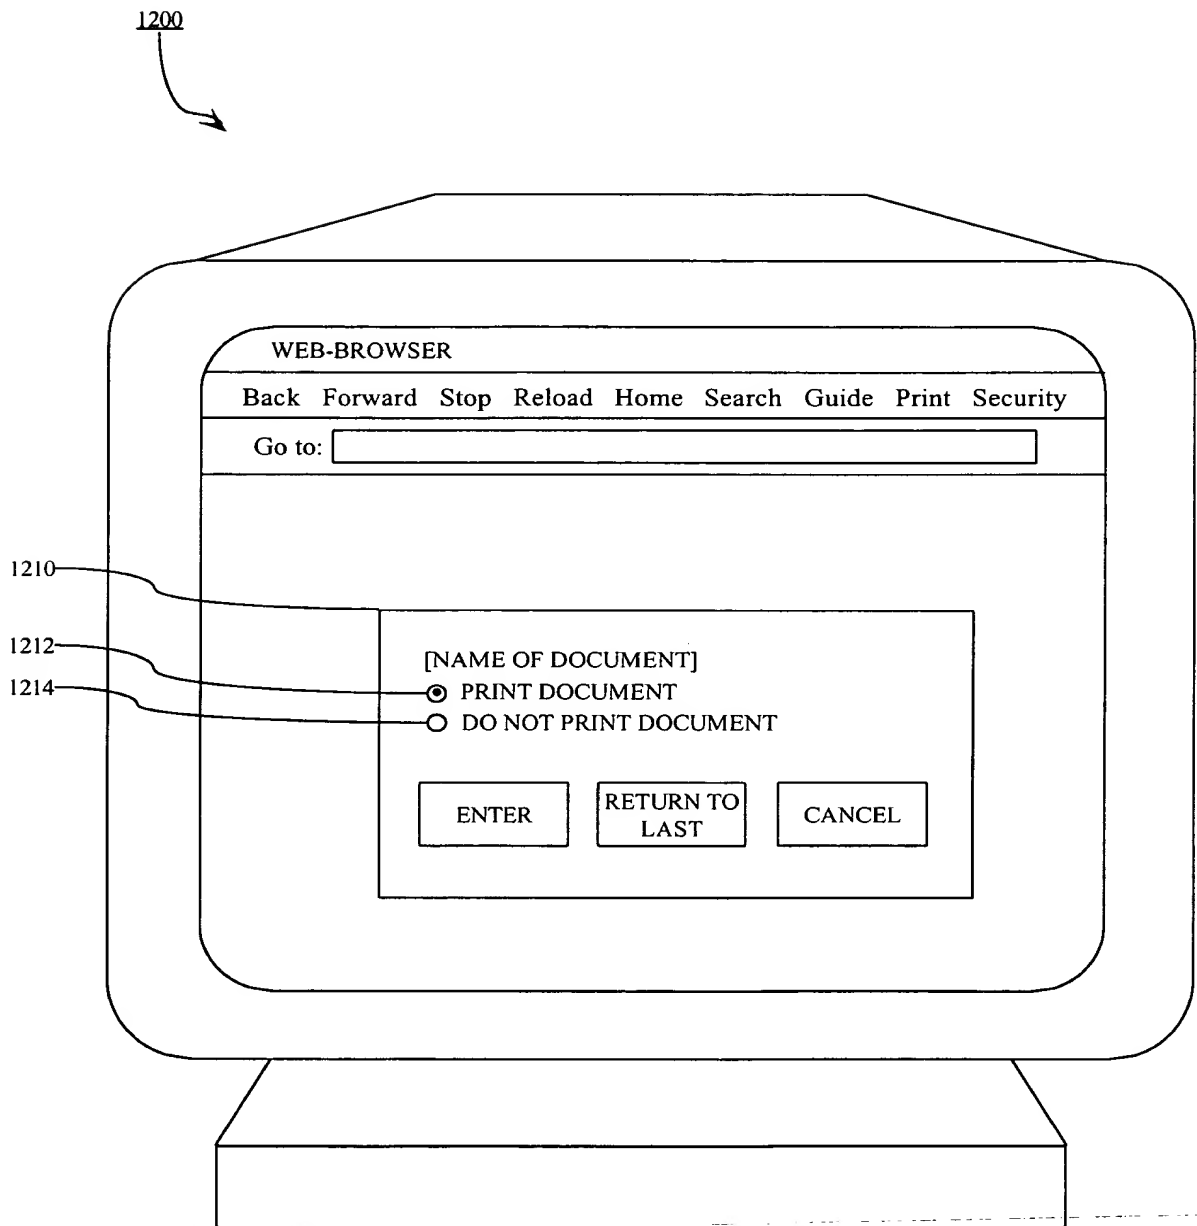 1200
WEB-BROWSER
Back Forward Stop Reload Home Search Guide Print Security
Go to:
1210
1212
1214
[NAME OF DOCUMENT]
PRINT DOCUMENT
DO NOT PRINT DOCUMENT
ENTER
RETURN TO
LAST
CANCEL